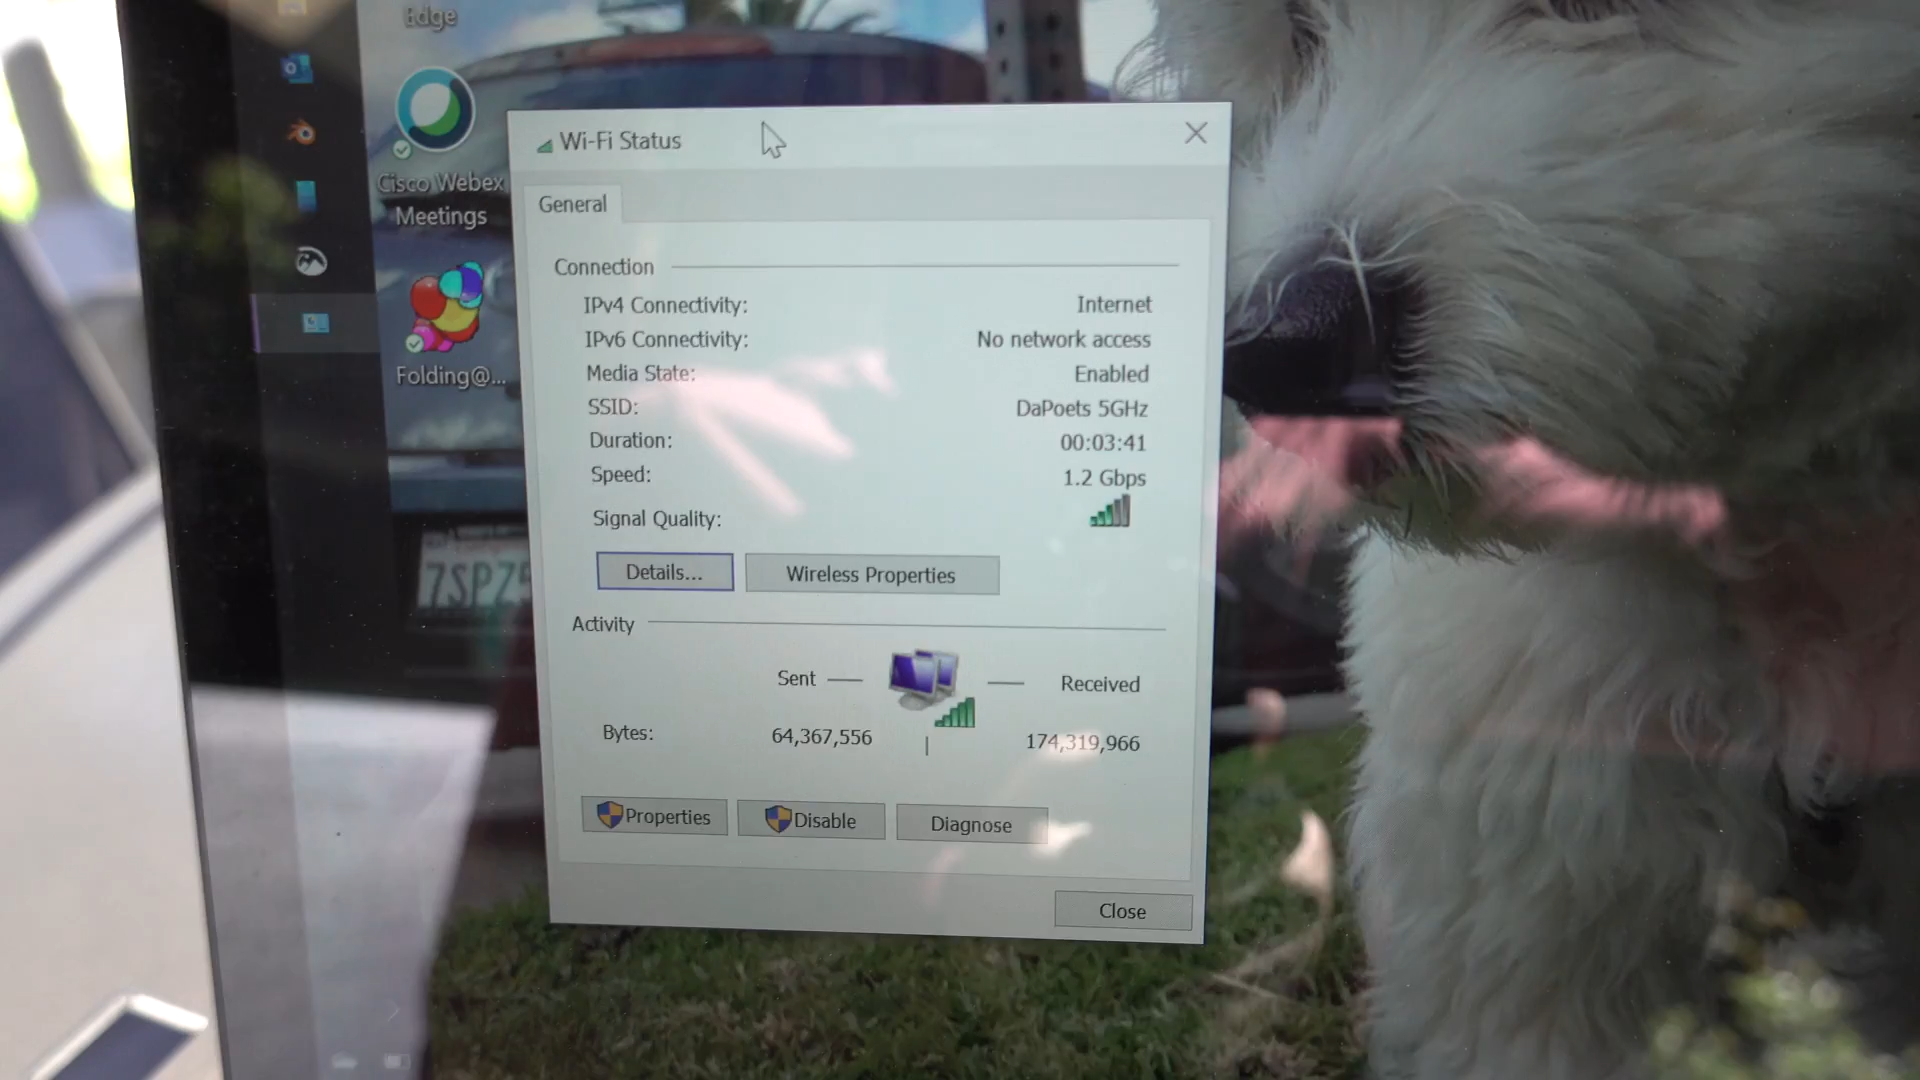 Edge
Cisco Webex
Meetings
Folding@...
7SPZ5
Wi-Fi Status
General
Connection
IPv4 Connectivity: Internet
IPv6 Connectivity: No network access
Media State: Enabled
SSID: DaPoets 5GHz
Duration: 00:03:41
Speed: 1.2 Gbps
Signal Quality:
Details... Wireless Properties
Activity
Sent Received
Bytes: 64,367,556 174,319,966
Properties Disable Diagnose
Close